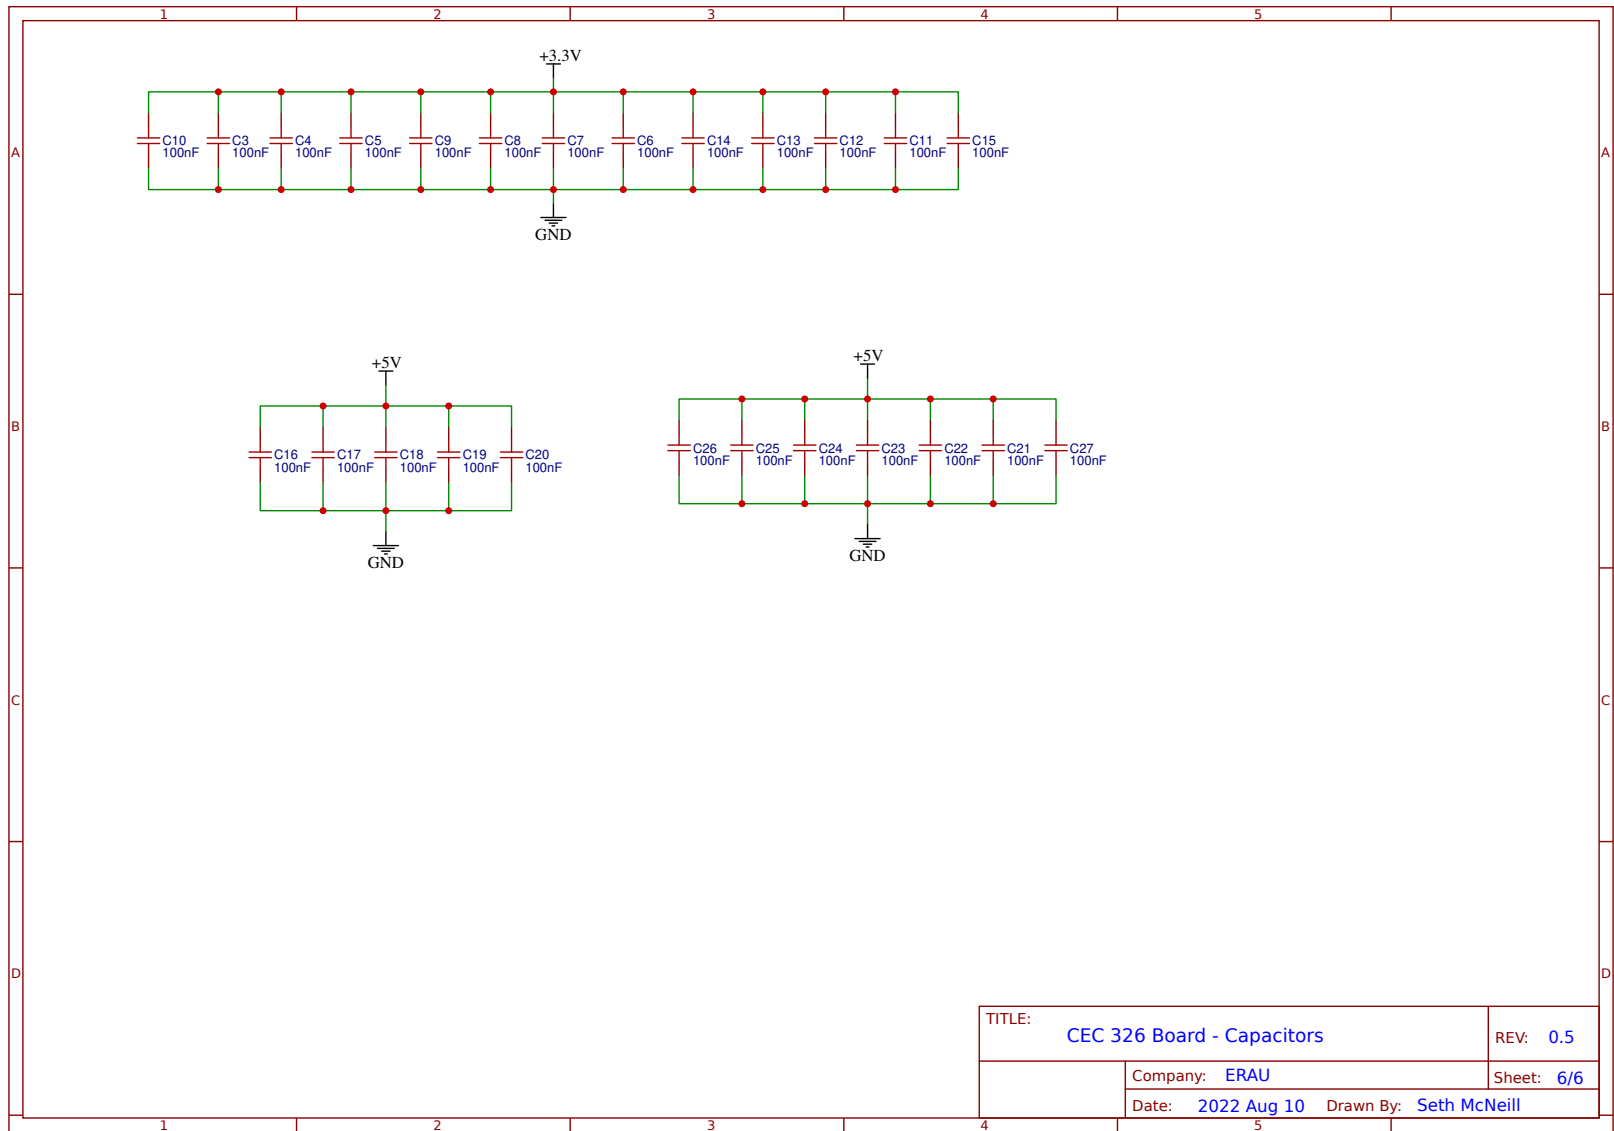 1 2 3 4 5
+3.3V
C10 C3 C4 C5 C9 C8 C7 C6 C14 C13 C12 C11 C15
100nF 100nF 100nF 100nF 100nF 100nF 100nF 100nF 100nF 100nF 100nF 100nF 100nF
A A
GND
+5V +5V
B B
C16 C17 C18 C19 C20 C26 C25 C24 C23 C22 C21 C27
100nF 100nF 100nF 100nF 100nF 100nF 100nF 100nF 100nF 100nF 100nF 100nF
GND GND
C C
D D
TITLE:
CEC 326 Board - Capacitors
REV: 0.5
Company: ERAU
Sheet: 6/6
Date: 2022 Aug 10 Drawn By: Seth McNeill
1 2 3 4 5